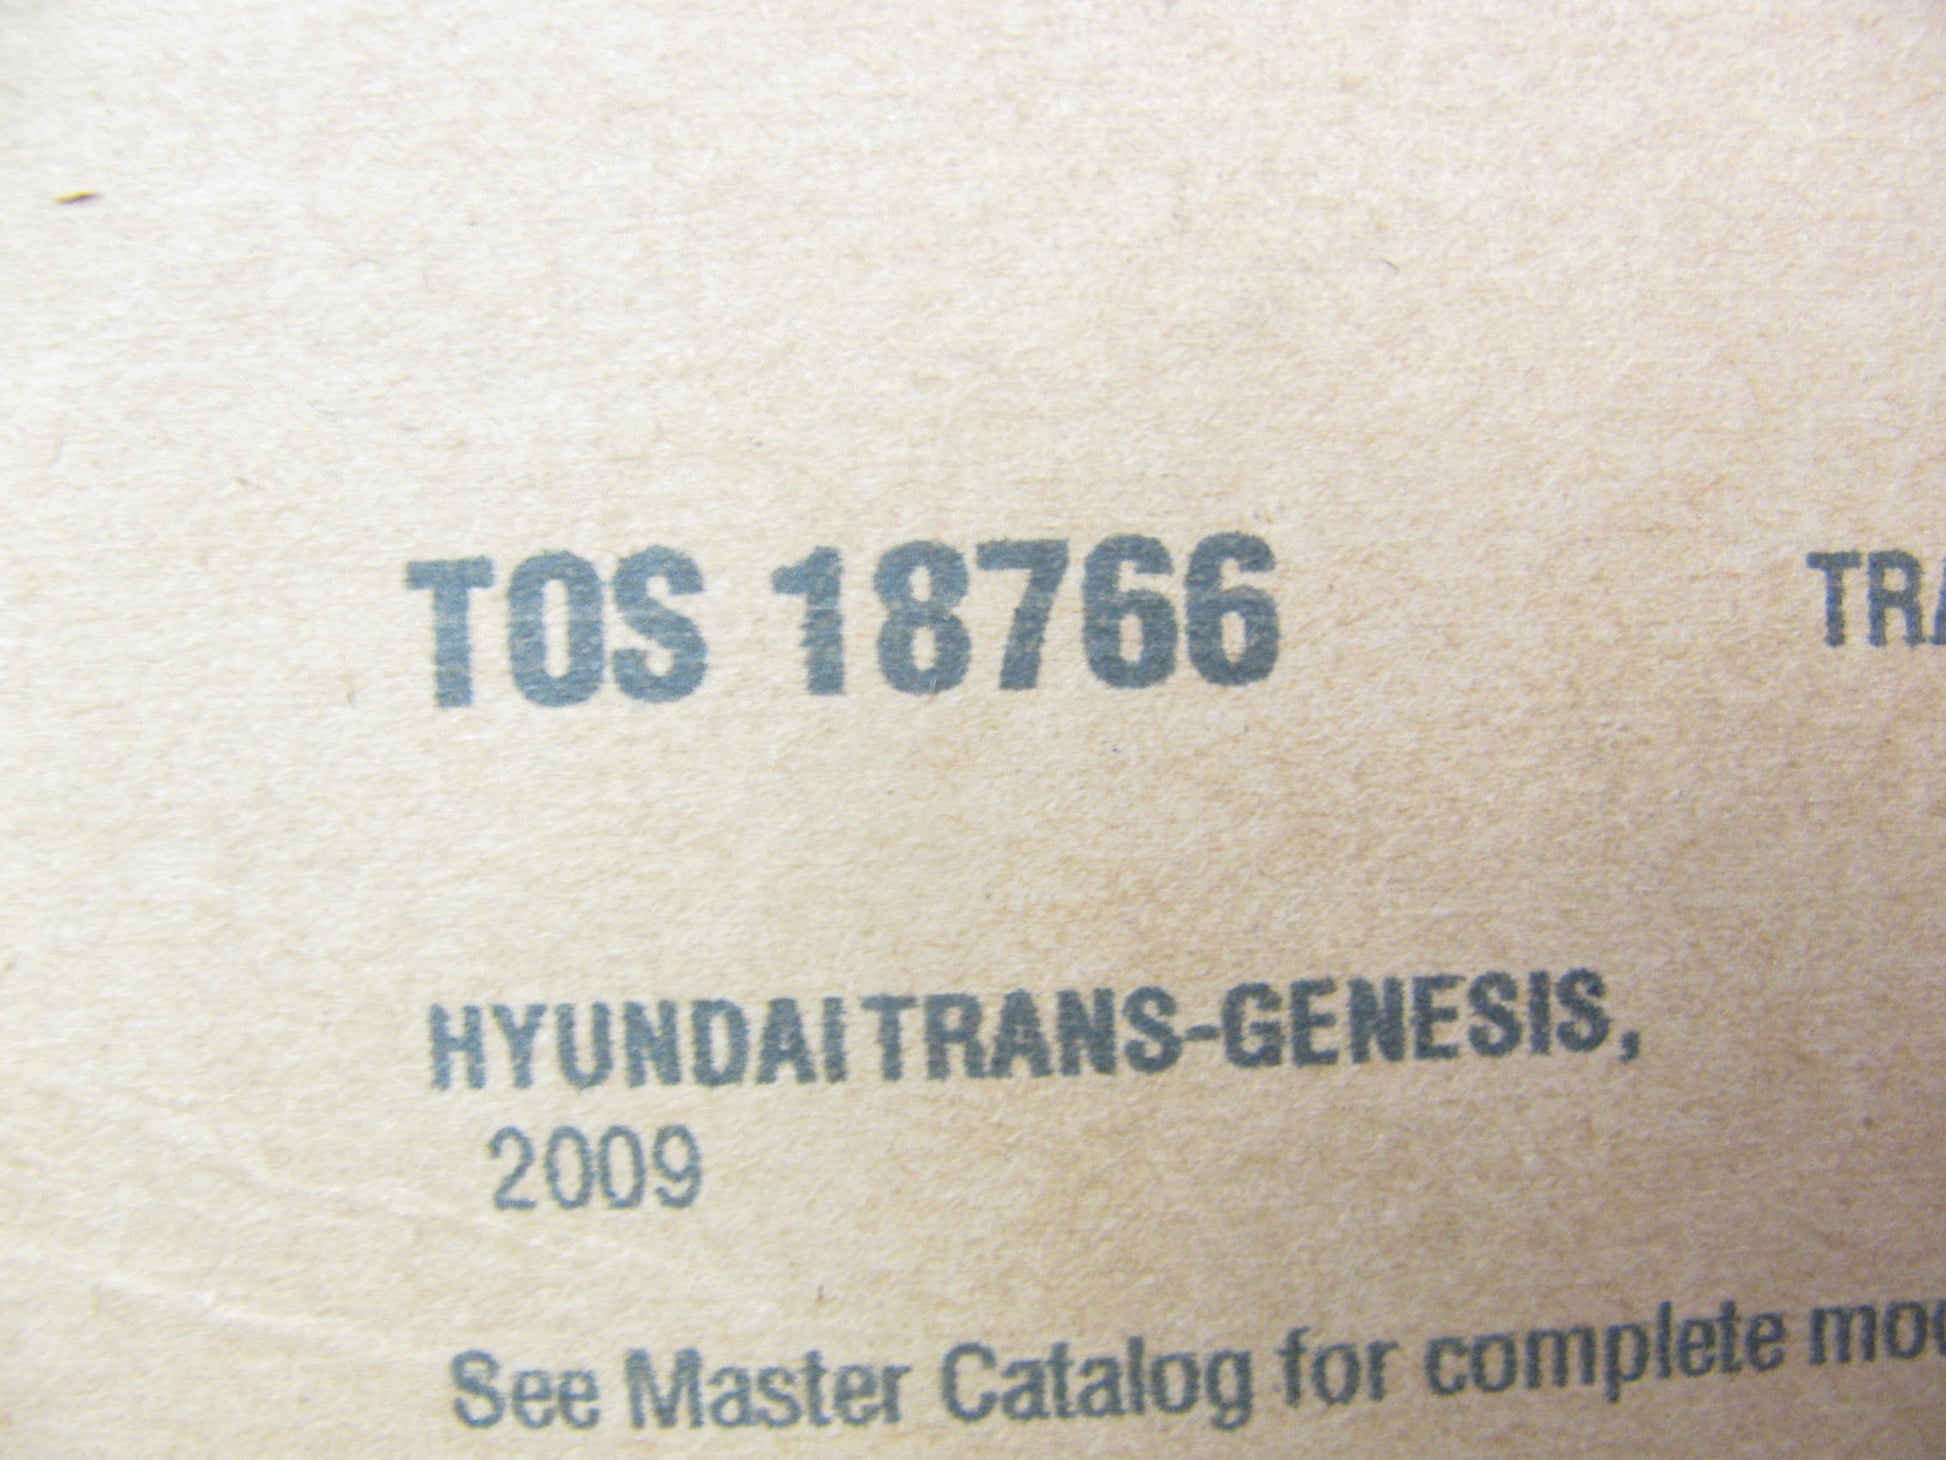 TOS 18766
HYUNDAI TRANS-GENESIS,
2009
See Master Catalog for complete